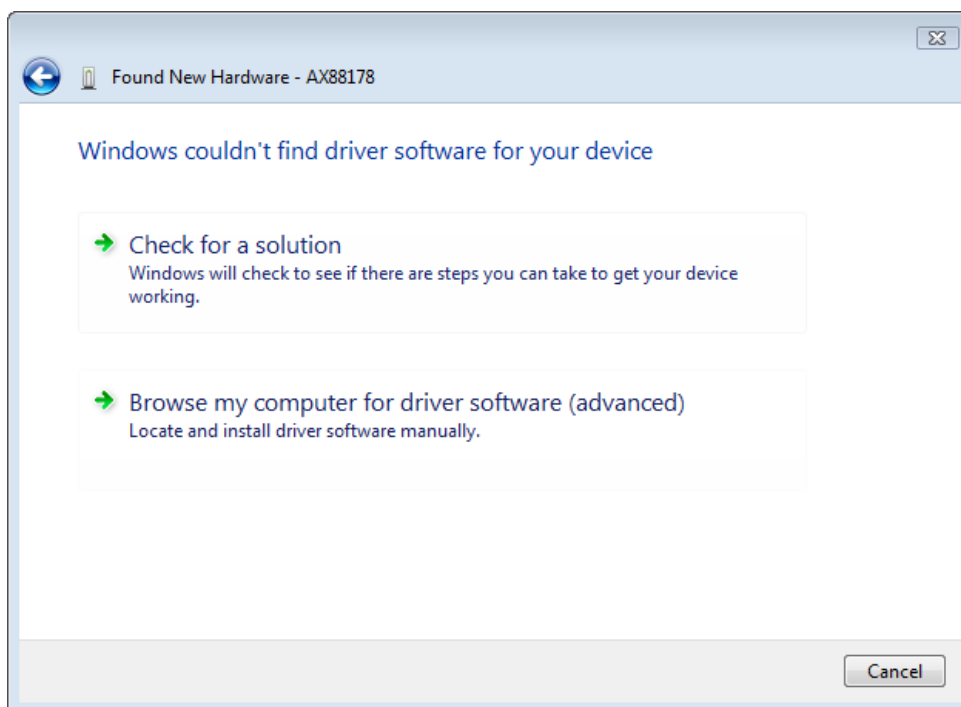 Found New Hardware - AX88178
Windows couldn't find driver software for your device
Check for a solution
Windows will check to see if there are steps you can take to get your device
working.
Browse my computer for driver software (advanced)
Locate and install driver software manually.
Cancel